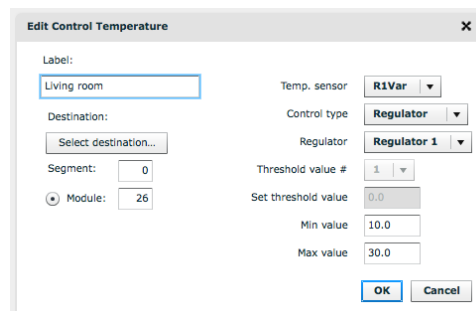 Edit Control Temperature
Label:
Living room
Destination:
Select destination...
Segment: 0
Module: 26
Temp. sensor R1Var
Control type Regulator
Regulator Regulator 1
Threshold value # 1
Set threshold value 0.0
Min value 10.0
Max value 30.0
OK Cancel